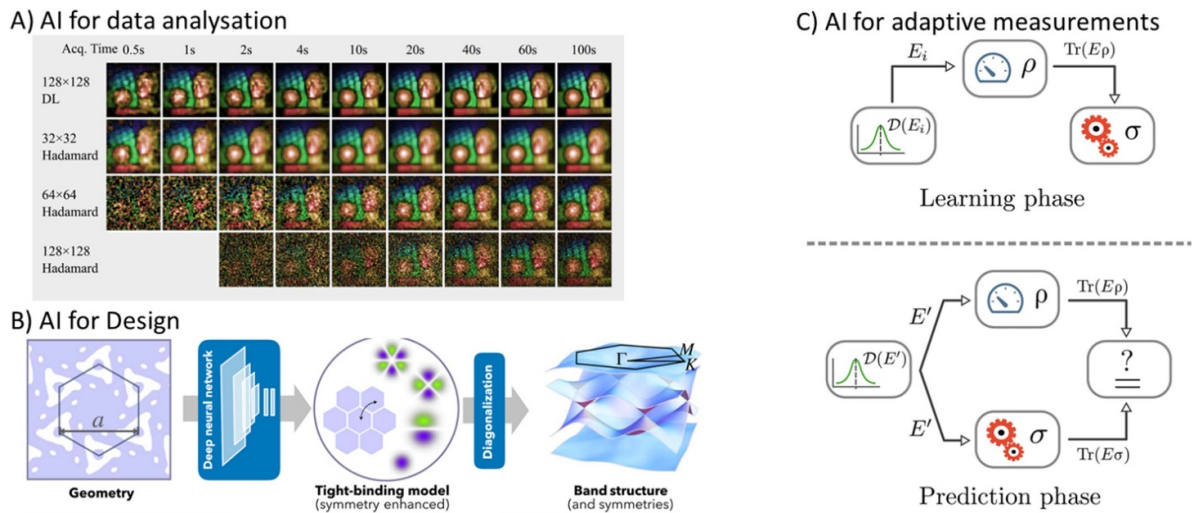 A) AI for data analysation
Acq. Time 0.5s 1s 2s 4s 10s 20s 40s 60s 100s
128×128
DL
32×32
Hadamard
64×64
Hadamard
128×128
Hadamard
B) AI for Design
a
Geometry
Deep neural network
Tight-binding model
(symmetry enhanced)
Diagonalization
Γ M
K
Band structure
(and symmetries)
C) AI for adaptive measurements
E_i
Tr(Eρ)
ρ
𝒟(E_i)
σ
Learning phase
ρ
Tr(Eρ)
E′
𝒟(E′)
?
=
E′
σ
Tr(Eσ)
Prediction phase